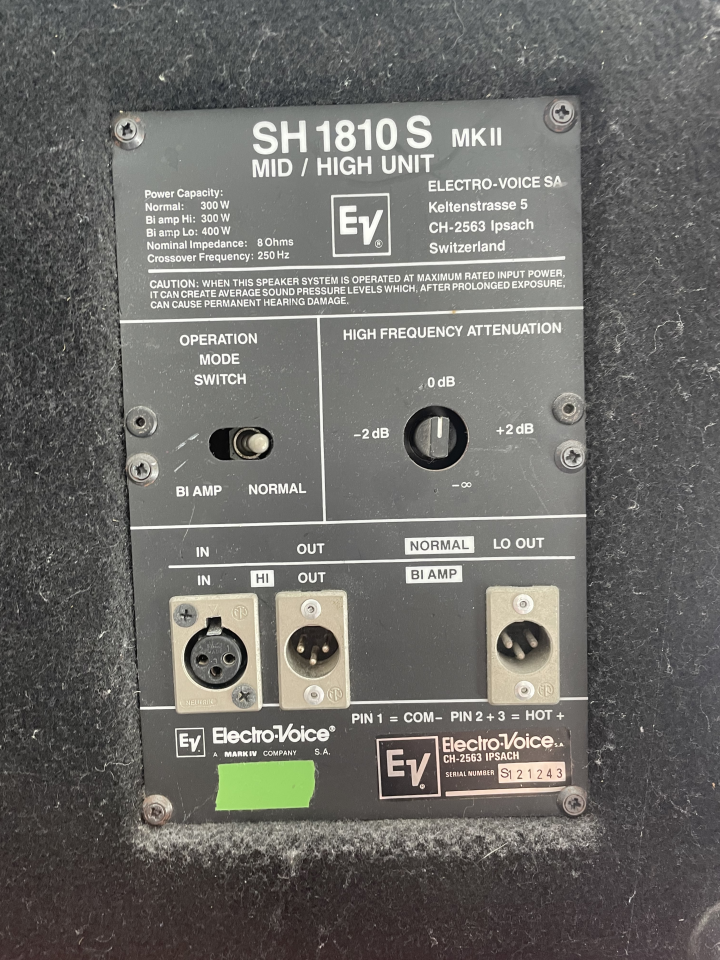 SH 1810 S MK II
MID / HIGH UNIT
Power Capacity:
Normal: 300 W
Bi amp Hi: 300 W
Bi amp Lo: 400 W
Nominal Impedance: 8 Ohms
Crossover Frequency: 250 Hz
EV®
ELECTRO-VOICE SA
Keltenstrasse 5
CH-2563 Ipsach
Switzerland
CAUTION: WHEN THIS SPEAKER SYSTEM IS OPERATED AT MAXIMUM RATED INPUT POWER,
IT CAN CREATE AVERAGE SOUND PRESSURE LEVELS WHICH, AFTER PROLONGED EXPOSURE,
CAN CAUSE PERMANENT HEARING DAMAGE.
OPERATION
MODE
SWITCH
BI AMP NORMAL
HIGH FREQUENCY ATTENUATION
0 dB
-2 dB +2 dB
-∞
IN OUT NORMAL LO OUT
IN HI OUT BI AMP
PIN 1 = COM- PIN 2 + 3 = HOT +
EV® Electro-Voice®
A MARK IV COMPANY S.A.
EV® Electro-Voice S.A.
CH-2563 IPSACH
SERIAL NUMBER S121243